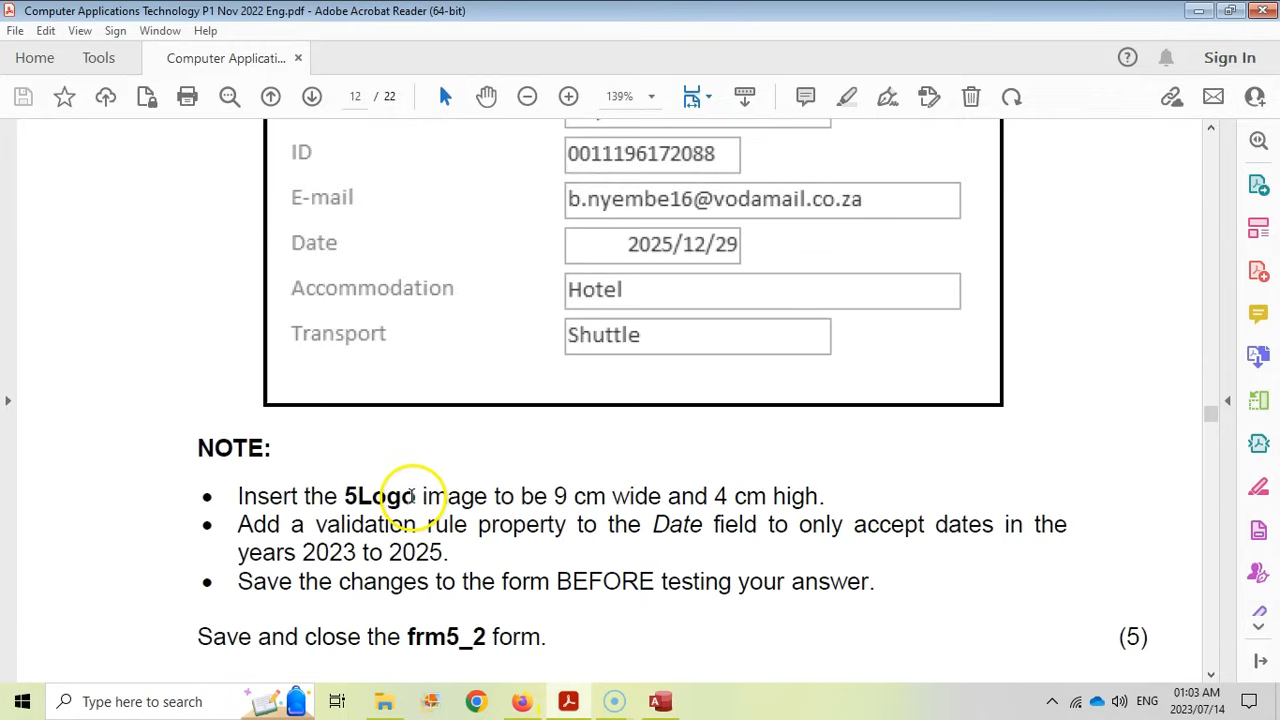 Computer Applications Technology P1 Nov 2022 Eng.pdf - Adobe Acrobat Reader (64-bit)
File Edit View Sign Window Help
Home Tools Computer Applicati... × Sign In
12 / 22 139%
ID 0011196172088
E-mail b.nyembe16@vodamail.co.za
Date 2025/12/29
Accommodation Hotel
Transport Shuttle
NOTE:
• Insert the 5Logo image to be 9 cm wide and 4 cm high.
• Add a validation rule property to the Date field to only accept dates in the
years 2023 to 2025.
• Save the changes to the form BEFORE testing your answer.
Save and close the frm5_2 form. (5)
Type here to search ENG 01:03 AM
2023/07/14